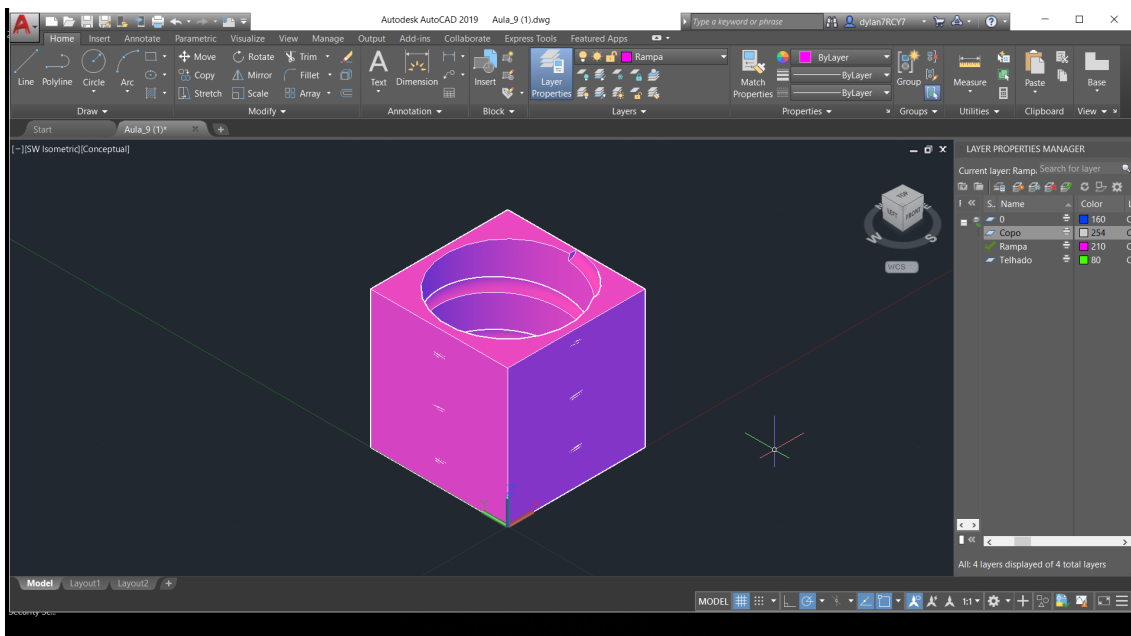 Autodesk AutoCAD 2019 Aula_9 (1).dwg
Type a keyword or phrase
dylan7RCY7
Home Insert Annotate Parametric Visualize View Manage Output Add-ins Collaborate Express Tools Featured Apps
Line Polyline Circle Arc
Move Rotate Trim
Copy Mirror Fillet
Stretch Scale Array
Text Dimension
Insert
Layer Properties
Rampa
Match Properties
ByLayer
ByLayer
ByLayer
Group
Measure
Paste
Base
Draw Modify Annotation Block Layers Properties Groups Utilities Clipboard View
Start Aula_9 (1)*
[−][SW Isometric][Conceptual]
TOP
LEFT FRONT
N W S E
WCS
LAYER PROPERTIES MANAGER
Current layer: Ramp. Search for layer
S.. Name Color
0 160
Copo 254
Rampa 210
Telhado 80
All: 4 layers displayed of 4 total layers
Model Layout1 Layout2
MODEL 1:1